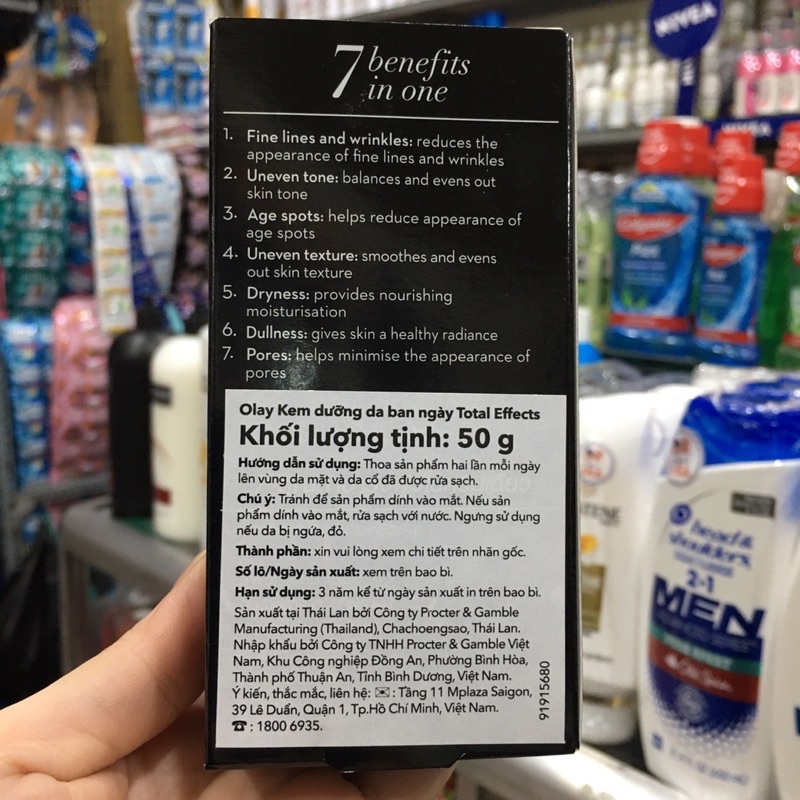 7 benefits
in one
1. Fine lines and wrinkles: reduces the
appearance of fine lines and wrinkles
2. Uneven tone: balances and evens out
skin tone
3. Age spots: helps reduce appearance of
age spots
4. Uneven texture: smoothes and evens
out skin texture
5. Dryness: provides nourishing
moisturisation
6. Dullness: gives skin a healthy radiance
7. Pores: helps minimise the appearance of
pores
Olay Kem dưỡng da ban ngày Total Effects
Khối lượng tịnh: 50 g
Hướng dẫn sử dụng: Thoa sản phẩm hai lần mỗi ngày
lên vùng da mặt và da cổ đã được rửa sạch.
Chú ý: Tránh để sản phẩm dính vào mắt. Nếu sản
phẩm dính vào mắt, rửa sạch với nước. Ngưng sử dụng
nếu da bị ngứa, đỏ.
Thành phần: xin vui lòng xem chi tiết trên nhãn gốc.
Số lô/Ngày sản xuất: xem trên bao bì.
Hạn sử dụng: 3 năm kể từ ngày sản xuất in trên bao bì.
Sản xuất tại Thái Lan bởi Công ty Procter & Gamble
Manufacturing (Thailand), Chachoengsao, Thái Lan.
Nhập khẩu bởi Công ty TNHH Procter & Gamble Việt
Nam, Khu Công nghiệp Đồng An, Phường Bình Hòa,
Thành phố Thuận An, Tỉnh Bình Dương, Việt Nam.
Ý kiến, thắc mắc, liên hệ: ✉: Tầng 11 Mplaza Saigon,
39 Lê Duẩn, Quận 1, Tp.Hồ Chí Minh, Việt Nam.
☎: 1800 6935.
91915680
NIVEA
NIVEA
Colgate
Plax
Colgate
head &
shoulders
2in1
MEN
Old Spice